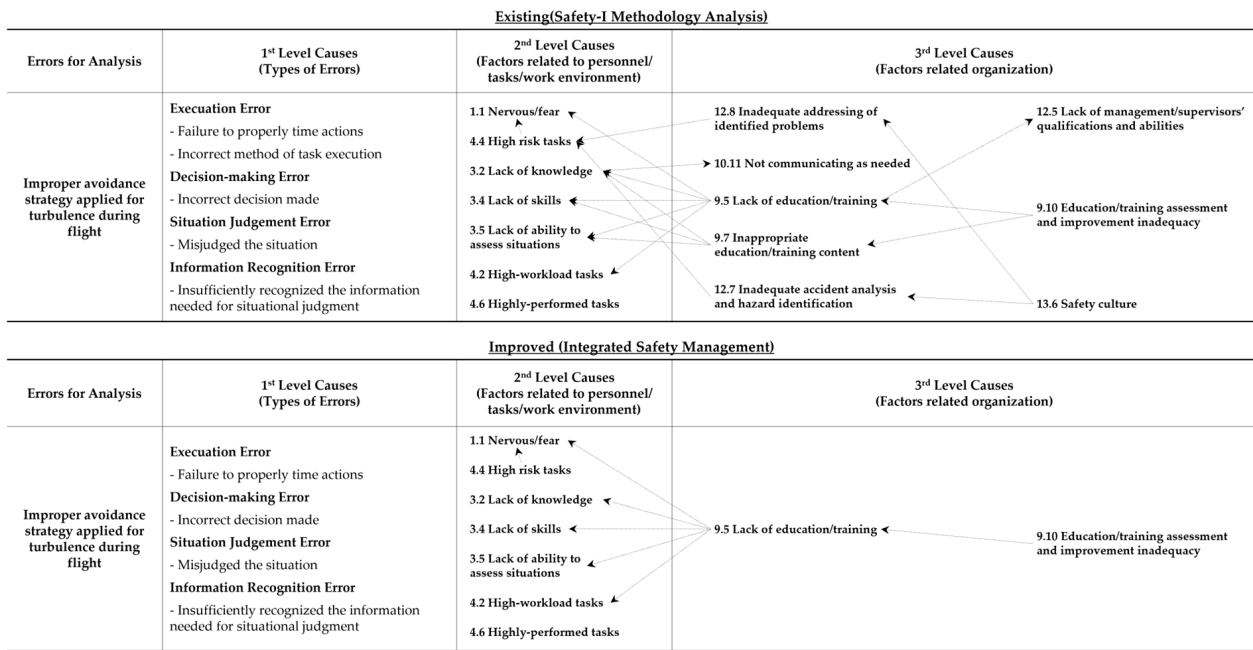 Existing(Safety-I Methodology Analysis)
Errors for Analysis
1st Level Causes
(Types of Errors)
2nd Level Causes
(Factors related to personnel/
tasks/work environment)
3rd Level Causes
(Factors related organization)
Improper avoidance
strategy applied for
turbulence during
flight
Execuation Error
- Failure to properly time actions
- Incorrect method of task execution
Decision-making Error
- Incorrect decision made
Situation Judgement Error
- Misjudged the situation
Information Recognition Error
- Insufficiently recognized the information
needed for situational judgment
1.1 Nervous/fear
4.4 High risk tasks
3.2 Lack of knowledge
3.4 Lack of skills
3.5 Lack of ability to
assess situations
4.2 High-workload tasks
4.6 Highly-performed tasks
12.8 Inadequate addressing of
identified problems
10.11 Not communicating as needed
9.5 Lack of education/training
9.7 Inappropriate
education/training content
12.7 Inadequate accident analysis
and hazard identification
12.5 Lack of management/supervisors'
qualifications and abilities
9.10 Education/training assessment
and improvement inadequacy
13.6 Safety culture
Improved (Integrated Safety Management)
Errors for Analysis
1st Level Causes
(Types of Errors)
2nd Level Causes
(Factors related to personnel/
tasks/work environment)
3rd Level Causes
(Factors related organization)
Improper avoidance
strategy applied for
turbulence during
flight
Execuation Error
- Failure to properly time actions
Decision-making Error
- Incorrect decision made
Situation Judgement Error
- Misjudged the situation
Information Recognition Error
- Insufficiently recognized the information
needed for situational judgment
1.1 Nervous/fear
4.4 High risk tasks
3.2 Lack of knowledge
3.4 Lack of skills
3.5 Lack of ability to
assess situations
4.2 High-workload tasks
4.6 Highly-performed tasks
9.5 Lack of education/training
9.10 Education/training assessment
and improvement inadequacy